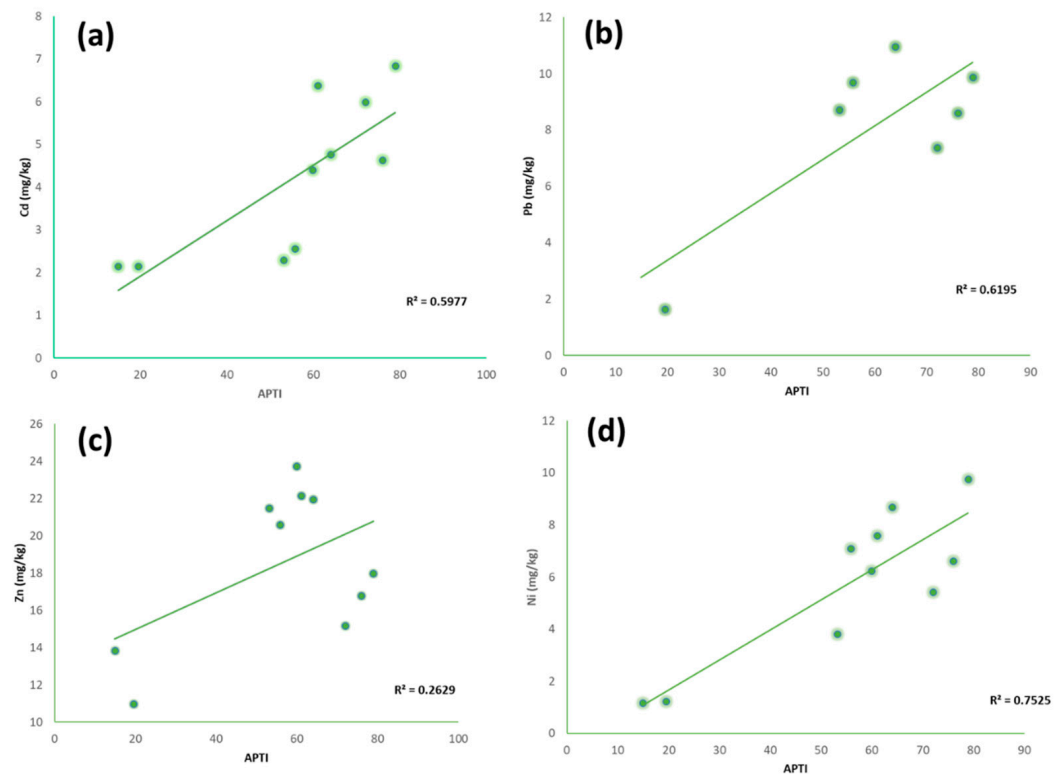 (a)
8
7
6
5
4
3
2
1
0
Cd (mg/kg)
R² = 0.5977
0 20 40 60 80 100
APTI
(b)
12
10
8
6
4
2
0
Pb (mg/kg)
R² = 0.6195
0 10 20 30 40 50 60 70 80 90
APTI
(c)
26
24
22
20
18
16
14
12
10
Zn (mg/kg)
R² = 0.2629
0 20 40 60 80 100
APTI
(d)
12
10
8
6
4
2
0
Ni (mg/kg)
R² = 0.7525
0 10 20 30 40 50 60 70 80 90
APTI